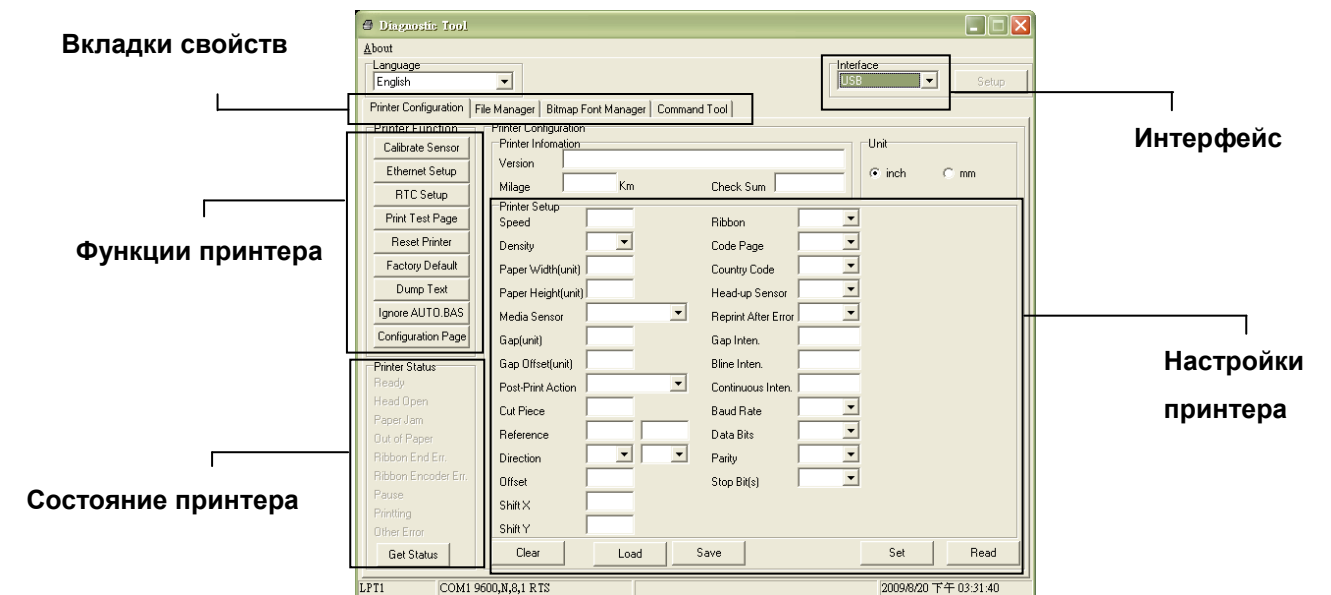 Вкладки свойств
Diagnostic Tool
About
Language
English
Interface
USB
Setup
Интерфейс
Printer Configuration
File Manager
Bitmap Font Manager
Command Tool
Функции принтера
Printer Function
Calibrate Sensor
Ethernet Setup
RTC Setup
Print Test Page
Reset Printer
Factory Default
Dump Text
Ignore AUTO.BAS
Configuration Page
Состояние принтера
Printer Status
Ready
Head Open
Paper Jam
Out of Paper
Ribbon End Err.
Ribbon Encoder Err.
Pause
Printting
Other Error
Get Status
Printer Configuration
Printer Infomation
Version
Milage Km Check Sum
Unit
inch mm
Настройки
принтера
Printer Setup
Speed Ribbon
Density Code Page
Paper Width(unit) Country Code
Paper Height(unit) Head-up Sensor
Media Sensor Reprint After Error
Gap(unit) Gap Inten.
Gap Offset(unit) Bline Inten.
Post-Print Action Continuous Inten.
Cut Piece Baud Rate
Reference Data Bits
Direction Parity
Offset Stop Bit(s)
Shift X
Shift Y
Clear Load Save Set Read
LPT1 COM1 9600,N,8,1 RTS 2009/8/20 下午 03:31:40